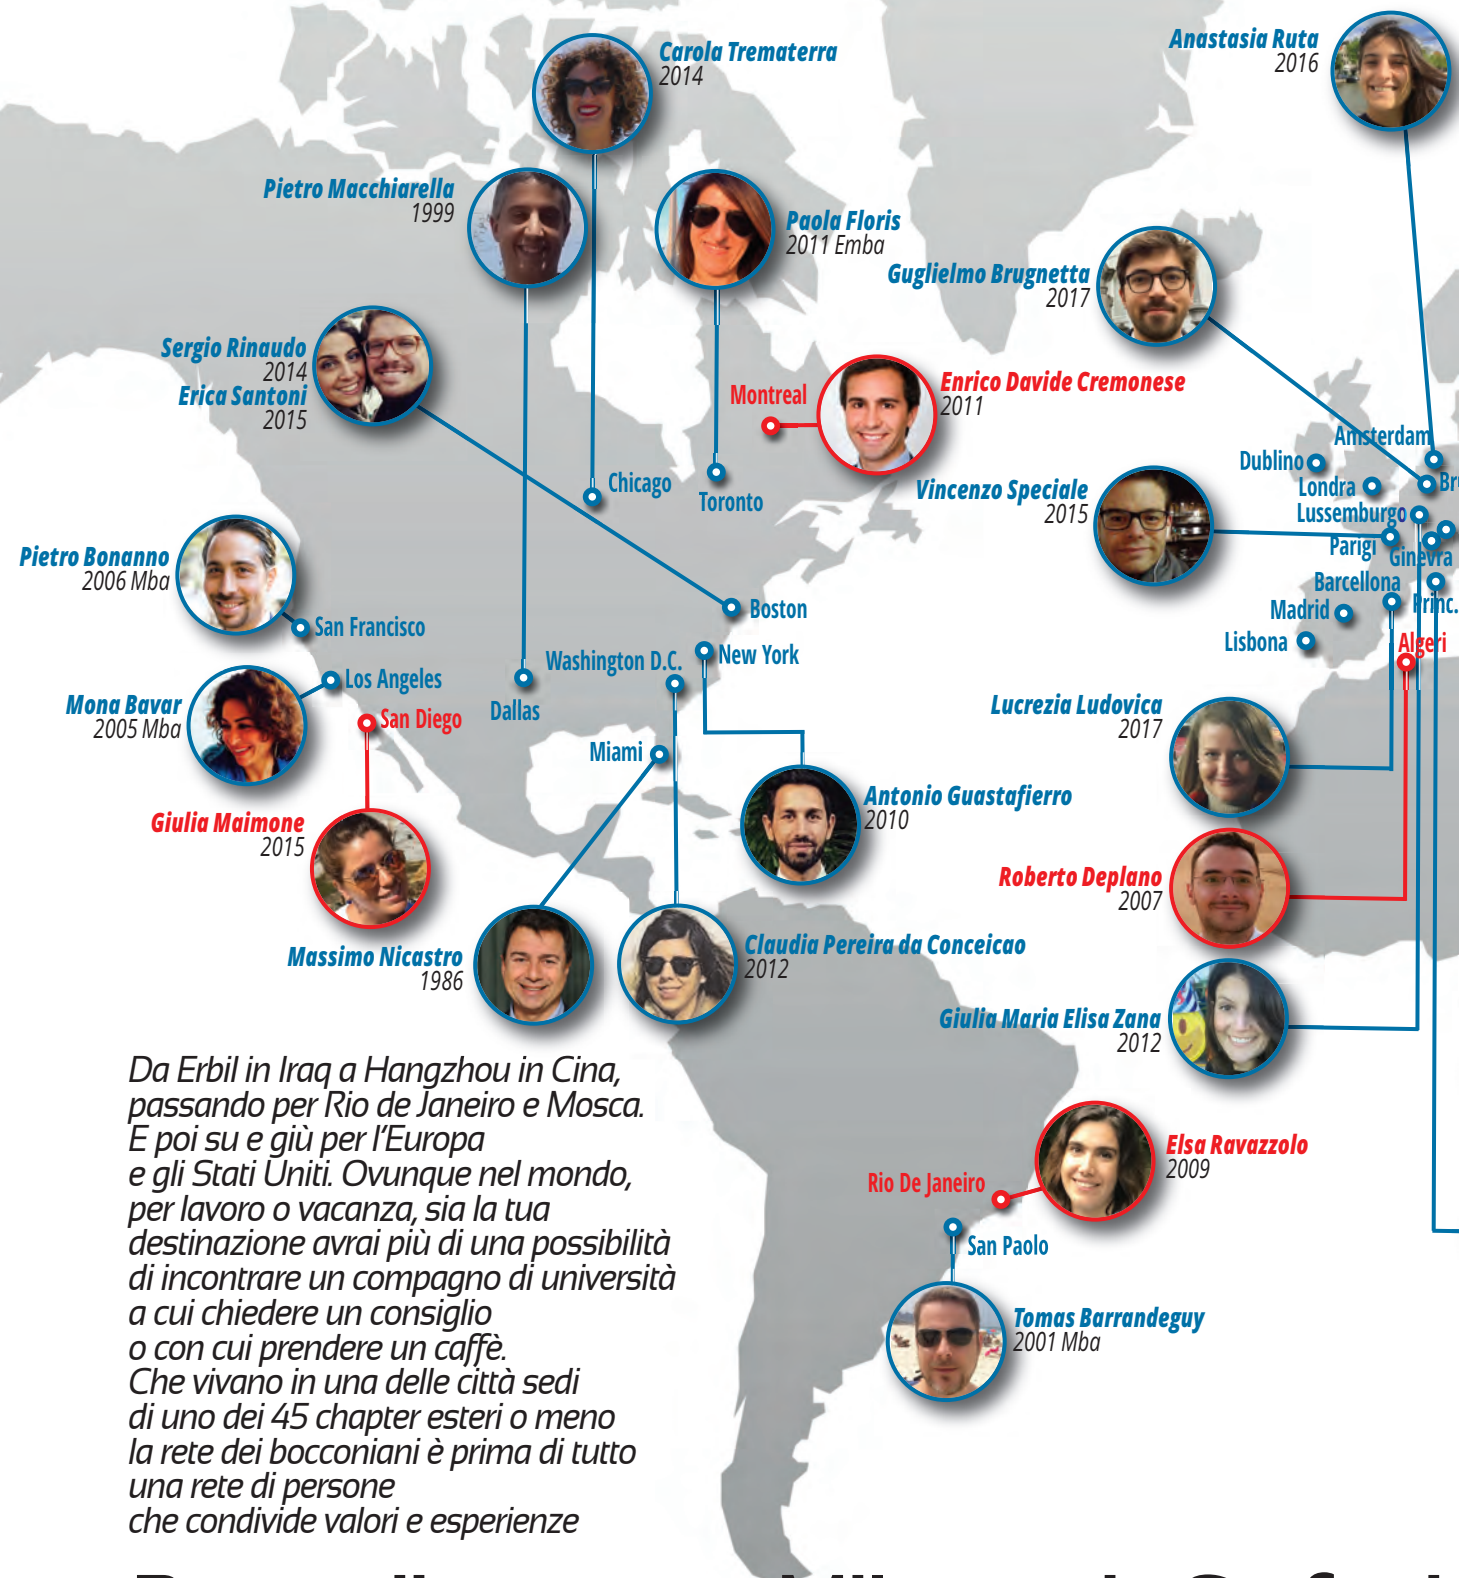 Carola Trematerra
2014
Anastasia Ruta
2016
Pietro Macchiarella
1999
Paola Floris
2011 Emba
Guglielmo Brugnetta
2017
Sergio Rinaudo
2014
Erica Santoni
2015
Montreal
Enrico Davide Cremonese
2011
Amsterdam
Dublino
Londra
Chicago
Toronto
Vincenzo Speciale
2015
Lussemburgo
Parigi
Ginevra
Pietro Bonanno
2006 Mba
Barcellona
Princ.
Madrid
Boston
San Francisco
Lisbona
Algeri
Washington D.C.
New York
Los Angeles
Mona Bavar
2005 Mba
San Diego
Dallas
Lucrezia Ludovica
2017
Miami
Antonio Guastafierro
2010
Giulia Maimone
2015
Roberto Deplano
2007
Massimo Nicastro
1986
Claudia Pereira da Conceicao
2012
Giulia Maria Elisa Zana
2012
Da Erbil in Iraq a Hangzhou in Cina,
passando per Rio de Janeiro e Mosca.
E poi su e giù per l'Europa
e gli Stati Uniti. Ovunque nel mondo,
per lavoro o vacanza, sia la tua
destinazione avrai più di una possibilità
di incontrare un compagno di università
a cui chiedere un consiglio
o con cui prendere un caffè.
Che vivano in una delle città sedi
di uno dei 45 chapter esteri o meno
la rete dei bocconiani è prima di tutto
una rete di persone
che condivide valori e esperienze
Elsa Ravazzolo
2009
Rio De Janeiro
San Paolo
Tomas Barrandeguy
2001 Mba